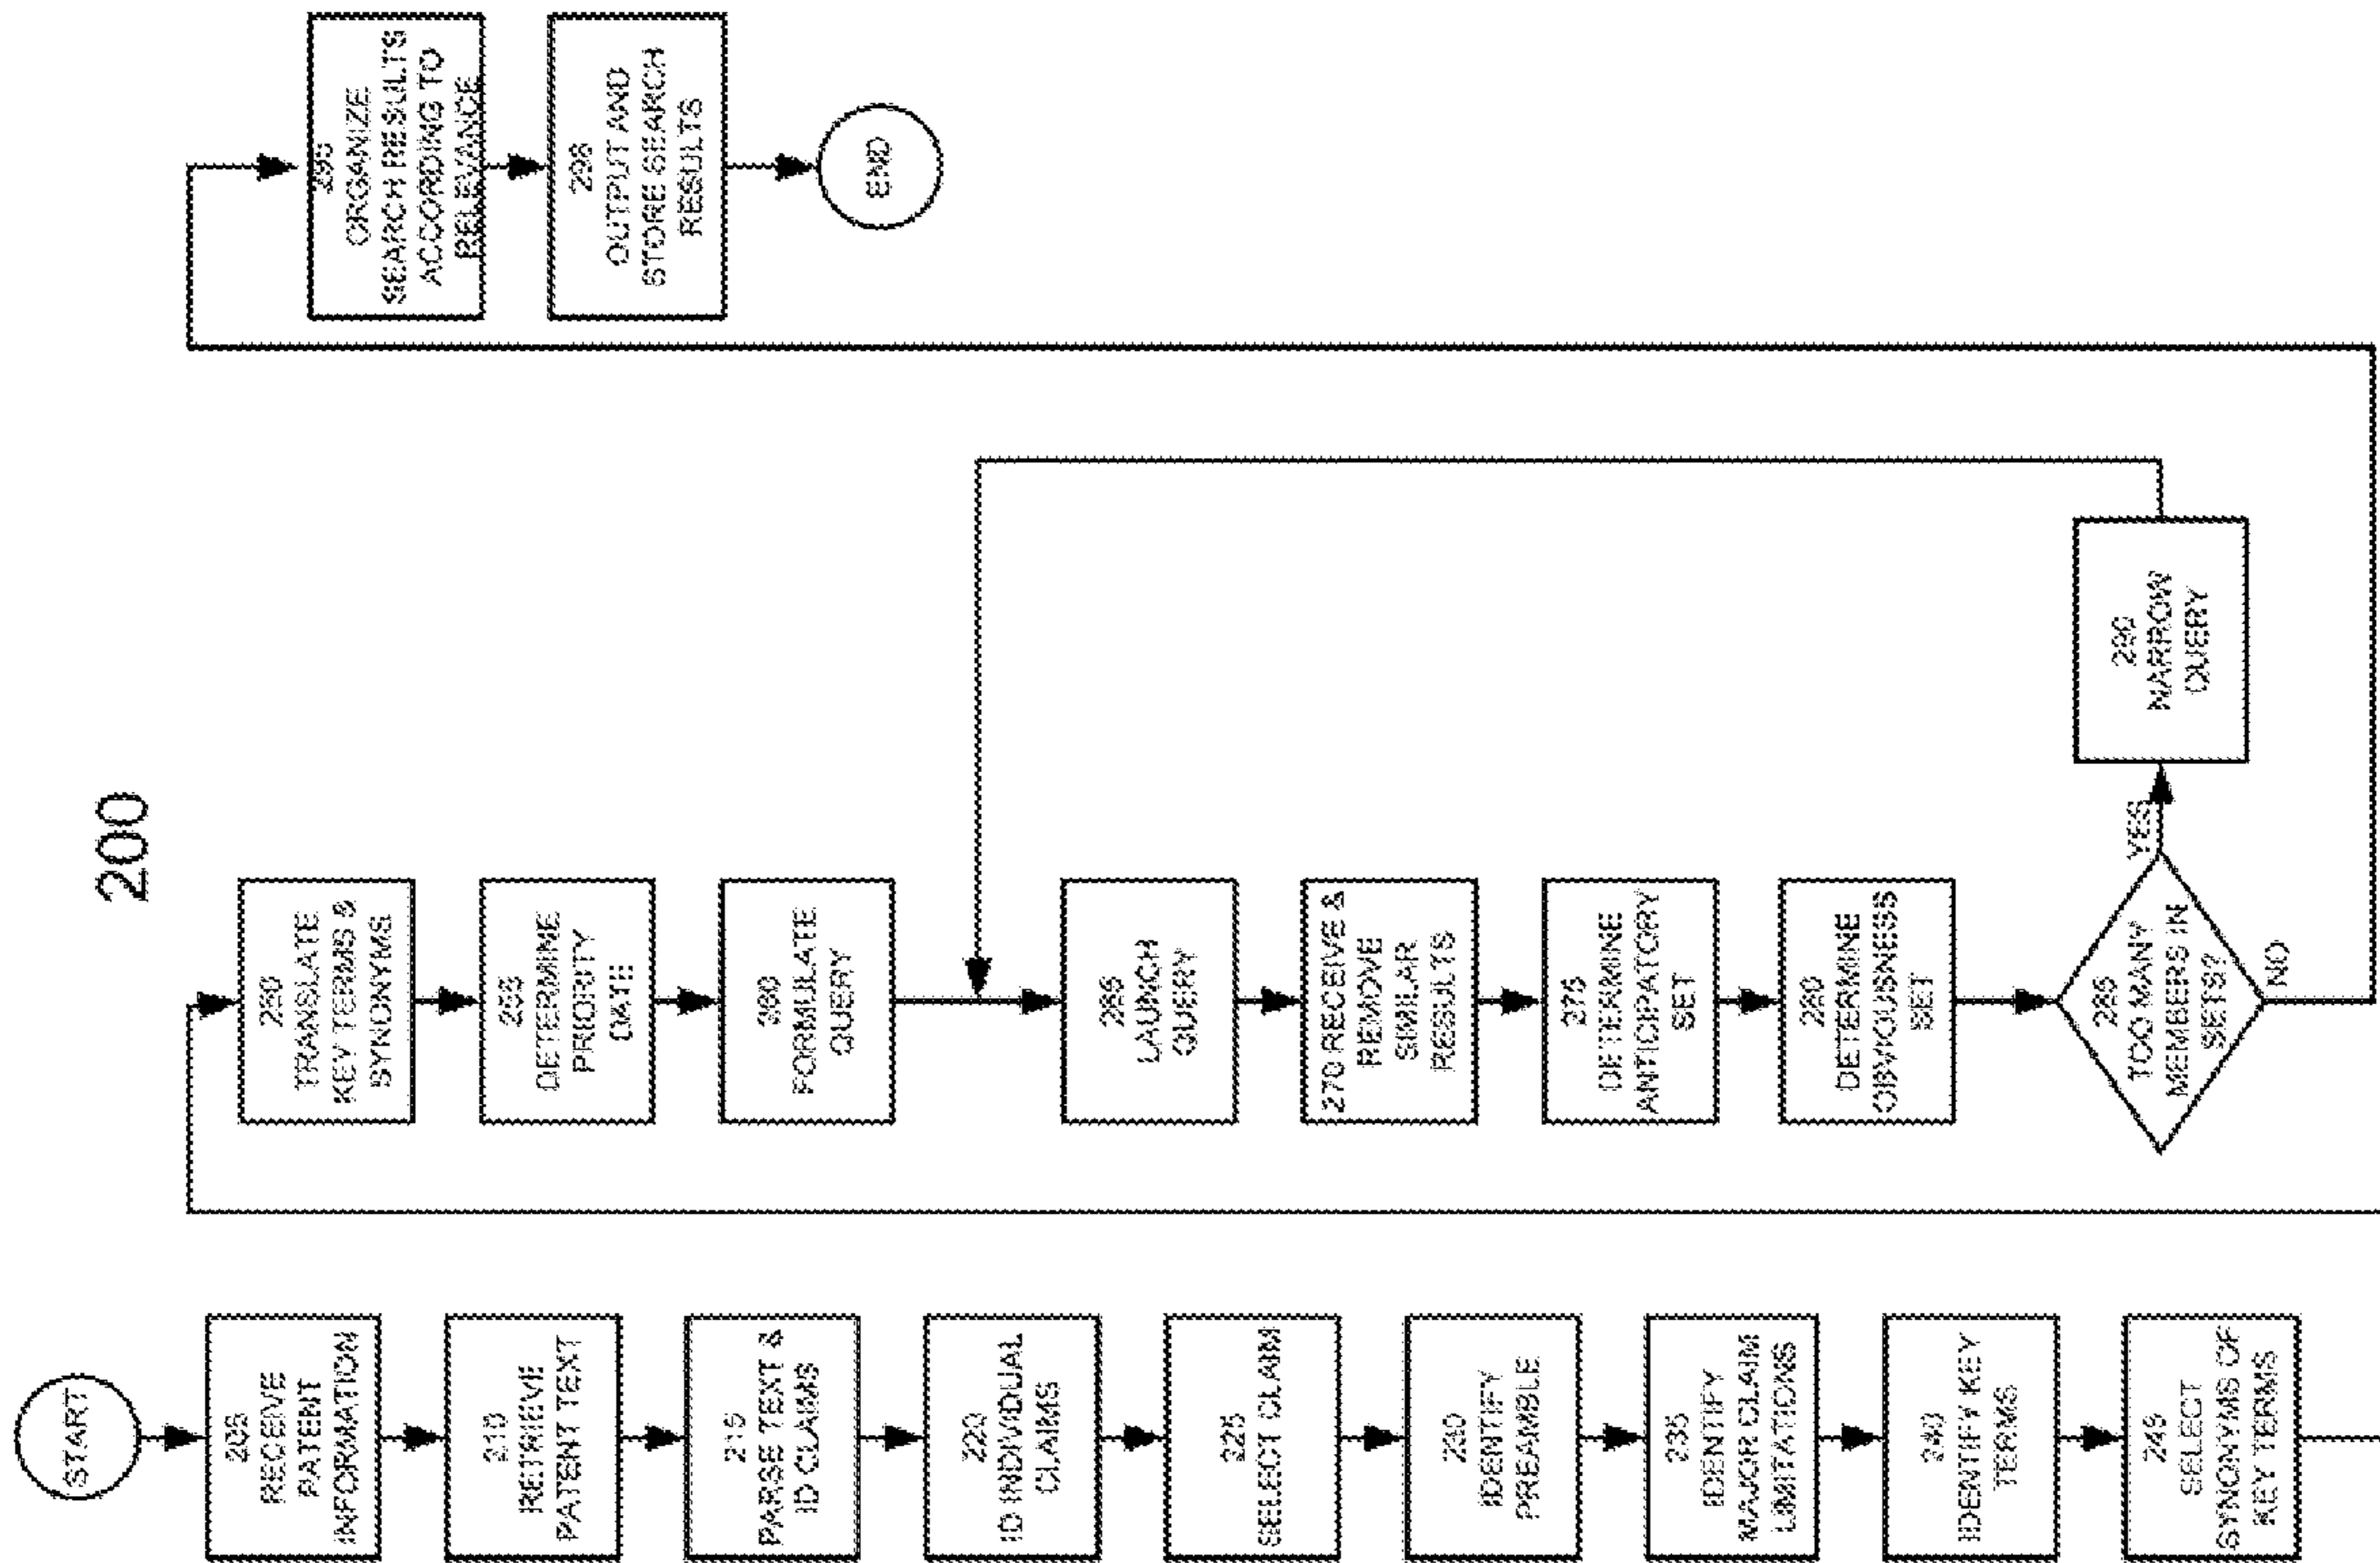 200
START
205
RECEIVE
PATENT
INFORMATION
210
RETRIEVE
PATENT TEXT
215
PARSE TEXT &
ID CLAIMS
220
ID INDIVIDUAL
CLAIMS
225
SELECT CLAIM
230
IDENTIFY
PREAMBLE
235
IDENTIFY
MAJOR CLAIM
LIMITATIONS
240
IDENTIFY KEY
TERMS
245
SELECT
SYNONYMS OF
KEY TERMS
250
TRANSLATE
KEY TERMS &
SYNONYMS
255
DETERMINE
PRIORITY
DATE
FORMULATE
QUERY
265
LAUNCH
QUERY
270 RECEIVE &
REMOVE
SIMILAR
RESULTS
275
DETERMINE
ANTICIPATORY
SET
280
DETERMINE
OBVIOUSNESS
SET
285
TOO MANY
MEMBERS IN
SETS?
YES
NO
290
NARROW
QUERY
295
ORGANIZE
SEARCH RESULTS
ACCORDING TO
RELEVANCE
OUTPUT AND
STORE SEARCH
RESULTS
END